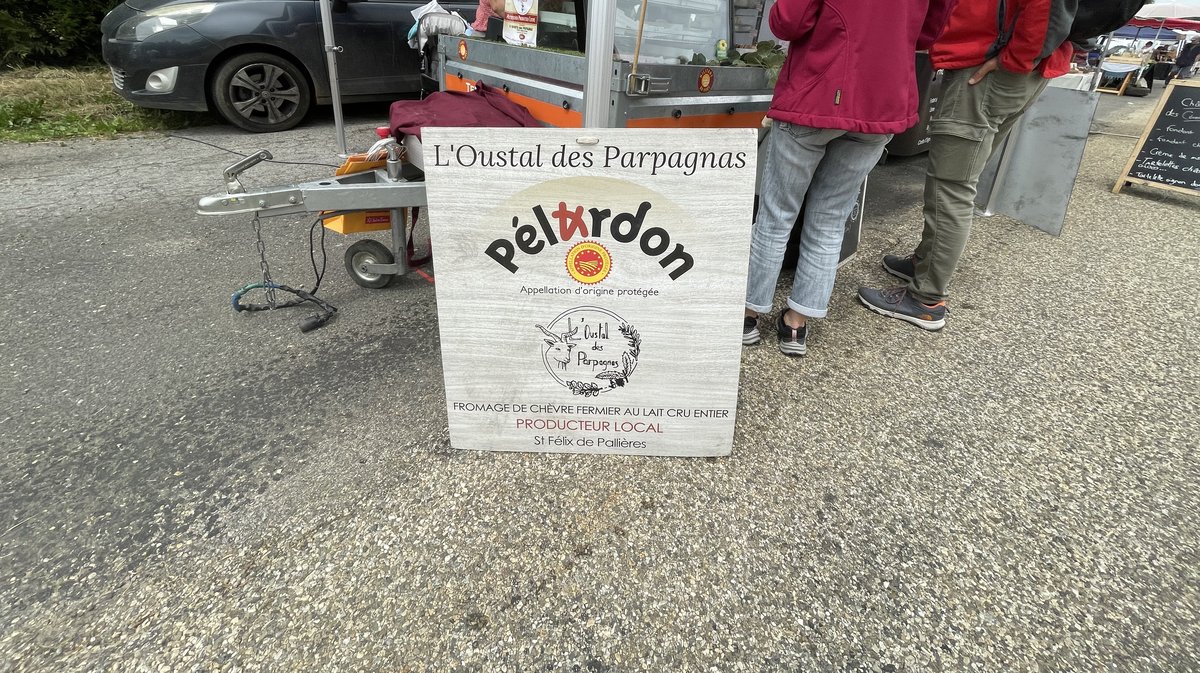 L'Oustal des Parpagnas
Pélardon
Appellation d'origine protégée
L'Oustal
des
Parpagnas
FROMAGE DE CHÈVRE FERMIER AU LAIT CRU ENTIER
PRODUCTEUR LOCAL
St Félix de Pallières